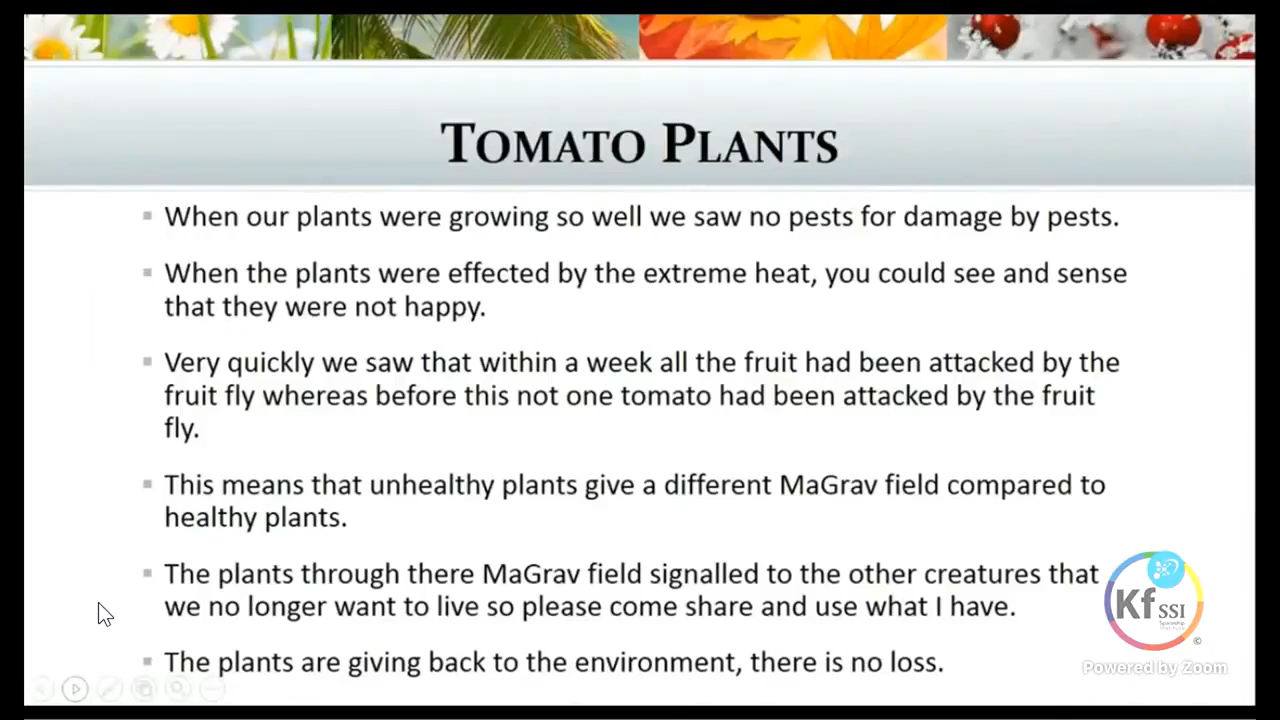 TOMATO PLANTS
When our plants were growing so well we saw no pests for damage by pests.
When the plants were effected by the extreme heat, you could see and sense
that they were not happy.
Very quickly we saw that within a week all the fruit had been attacked by the
fruit fly whereas before this not one tomato had been attacked by the fruit
fly.
This means that unhealthy plants give a different MaGrav field compared to
healthy plants.
The plants through there MaGrav field signalled to the other creatures that
we no longer want to live so please come share and use what I have.
The plants are giving back to the environment, there is no loss.
Kf SSI
Spaceship
Institute
©
Powered by Zoom